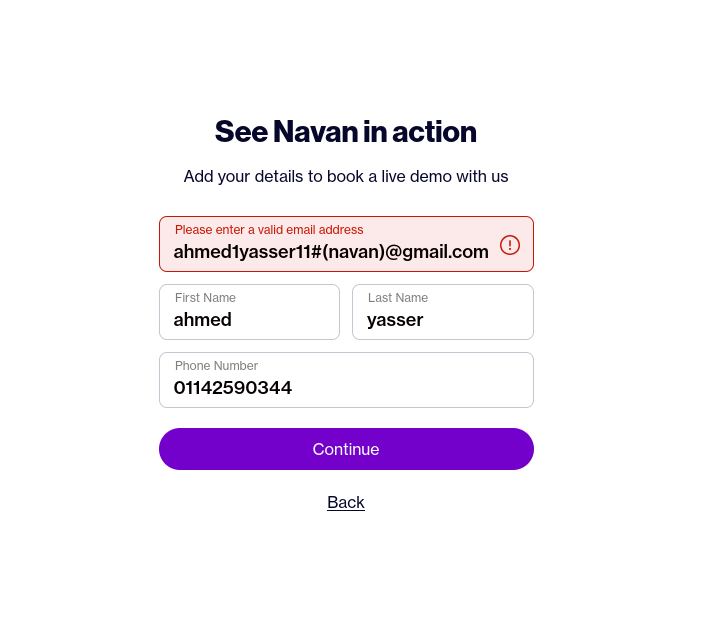 See Navan in action
Add your details to book a live demo with us
Please enter a valid email address
ahmed1yasser11#(navan)@gmail.com
First Name
ahmed
Last Name
yasser
Phone Number
01142590344
Continue
Back